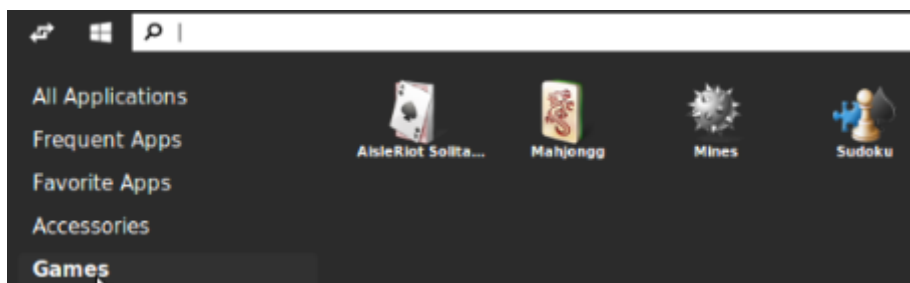 All Applications
Frequent Apps
Favorite Apps
Accessories
Games
AisleRiot Solita...
Mahjongg
Mines
Sudoku